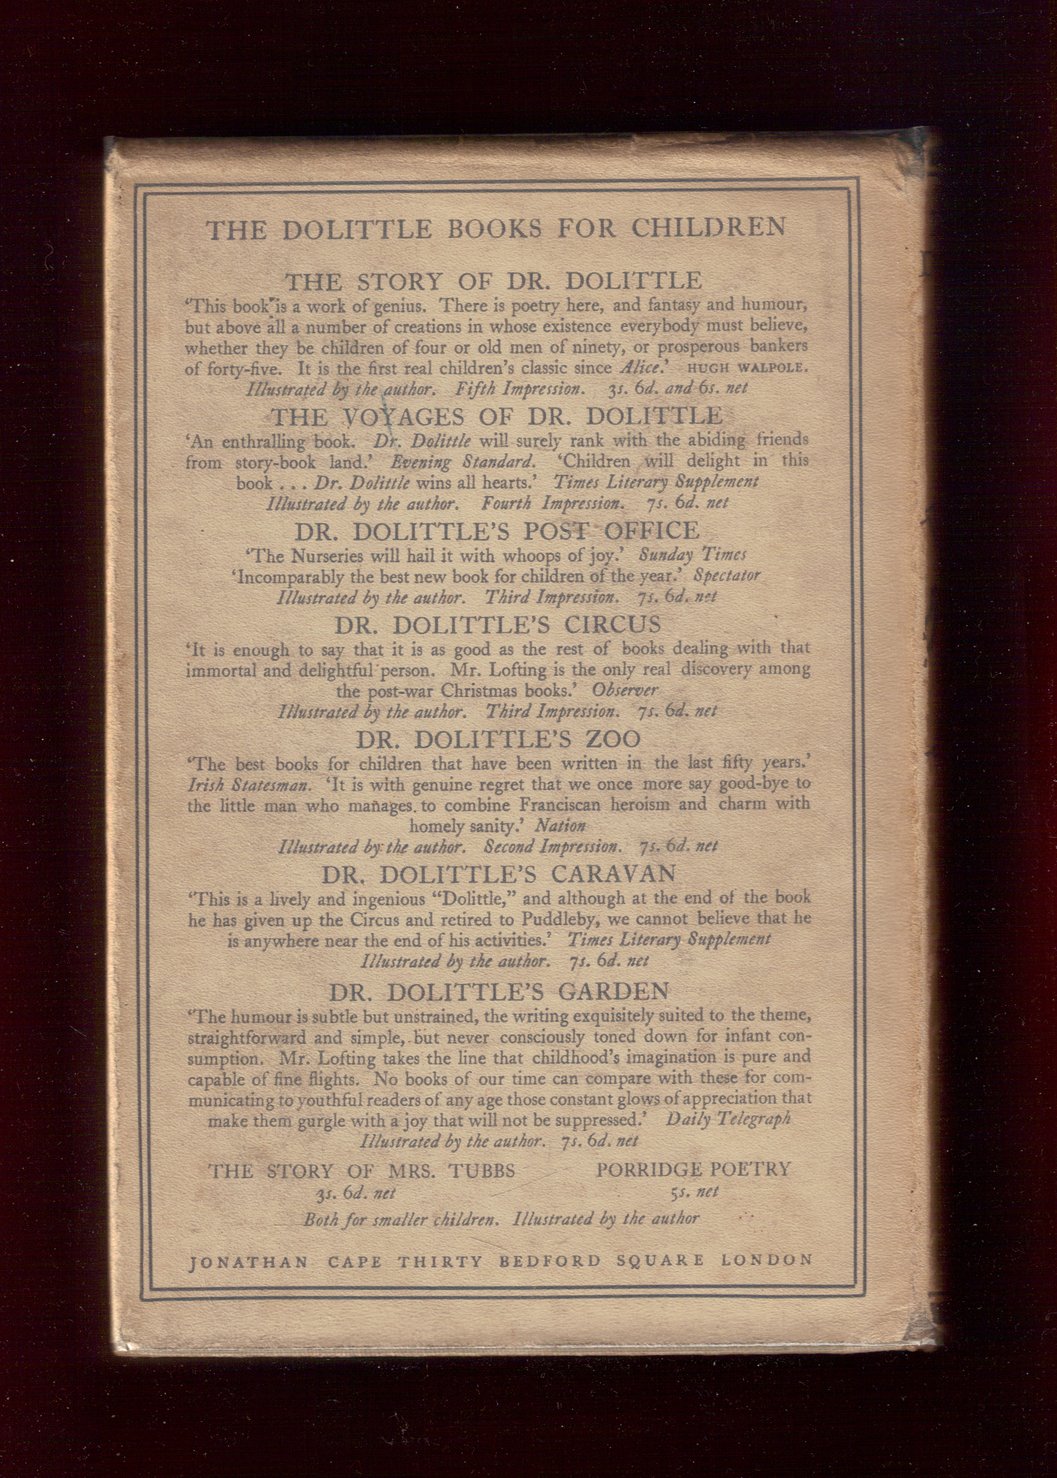 THE DOLITTLE BOOKS FOR CHILDREN
THE STORY OF DR. DOLITTLE
‘This book is a work of genius. There is poetry here, and fantasy and humour,
but above all a number of creations in whose existence everybody must believe,
whether they be children of four or old men of ninety, or prosperous bankers
of forty-five. It is the first real children’s classic since Alice.’ HUGH WALPOLE.
Illustrated by the author. Fifth Impression. 3s. 6d. and 6s. net
THE VOYAGES OF DR. DOLITTLE
‘An enthralling book. Dr. Dolittle will surely rank with the abiding friends
from story-book land.’ Evening Standard. ‘Children will delight in this
book . . . Dr. Dolittle wins all hearts.’ Times Literary Supplement
Illustrated by the author. Fourth Impression. 7s. 6d. net
DR. DOLITTLE’S POST OFFICE
‘The Nurseries will hail it with whoops of joy.’ Sunday Times
‘Incomparably the best new book for children of the year.’ Spectator
Illustrated by the author. Third Impression. 7s. 6d. net
DR. DOLITTLE’S CIRCUS
‘It is enough to say that it is as good as the rest of books dealing with that
immortal and delightful person. Mr. Lofting is the only real discovery among
the post-war Christmas books.’ Observer
Illustrated by the author. Third Impression. 7s. 6d. net
DR. DOLITTLE’S ZOO
‘The best books for children that have been written in the last fifty years.’
Irish Statesman. ‘It is with genuine regret that we once more say good-bye to
the little man who manages to combine Franciscan heroism and charm with
homely sanity.’ Nation
Illustrated by the author. Second Impression. 7s. 6d. net
DR. DOLITTLE’S CARAVAN
‘This is a lively and ingenious “Dolittle,” and although at the end of the book
he has given up the Circus and retired to Puddleby, we cannot believe that he
is anywhere near the end of his activities.’ Times Literary Supplement
Illustrated by the author. 7s. 6d. net
DR. DOLITTLE’S GARDEN
‘The humour is subtle but unstrained, the writing exquisitely suited to the theme,
straightforward and simple, but never consciously toned down for infant con-
sumption. Mr. Lofting takes the line that childhood’s imagination is pure and
capable of fine flights. No books of our time can compare with these for com-
municating to youthful readers of any age those constant glows of appreciation that
make them gurgle with a joy that will not be suppressed.’ Daily Telegraph
Illustrated by the author. 7s. 6d. net
THE STORY OF MRS. TUBBS PORRIDGE POETRY
3s. 6d. net 5s. net
Both for smaller children. Illustrated by the author
JONATHAN CAPE THIRTY BEDFORD SQUARE LONDON